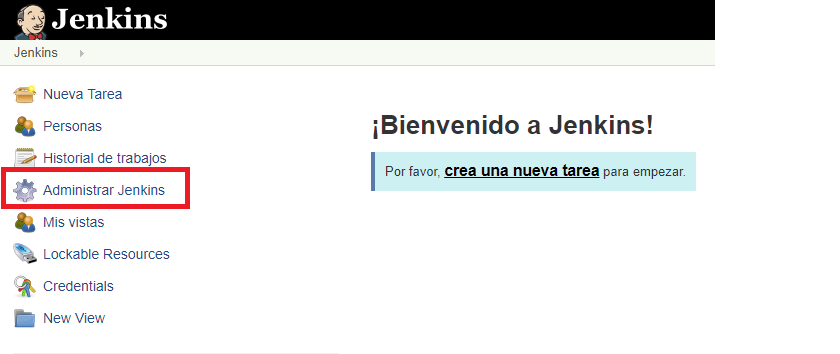 Jenkins
Jenkins
Nueva Tarea
Personas
Historial de trabajos
Administrar Jenkins
Mis vistas
Lockable Resources
Credentials
New View
¡Bienvenido a Jenkins!
Por favor, crea una nueva tarea para empezar.